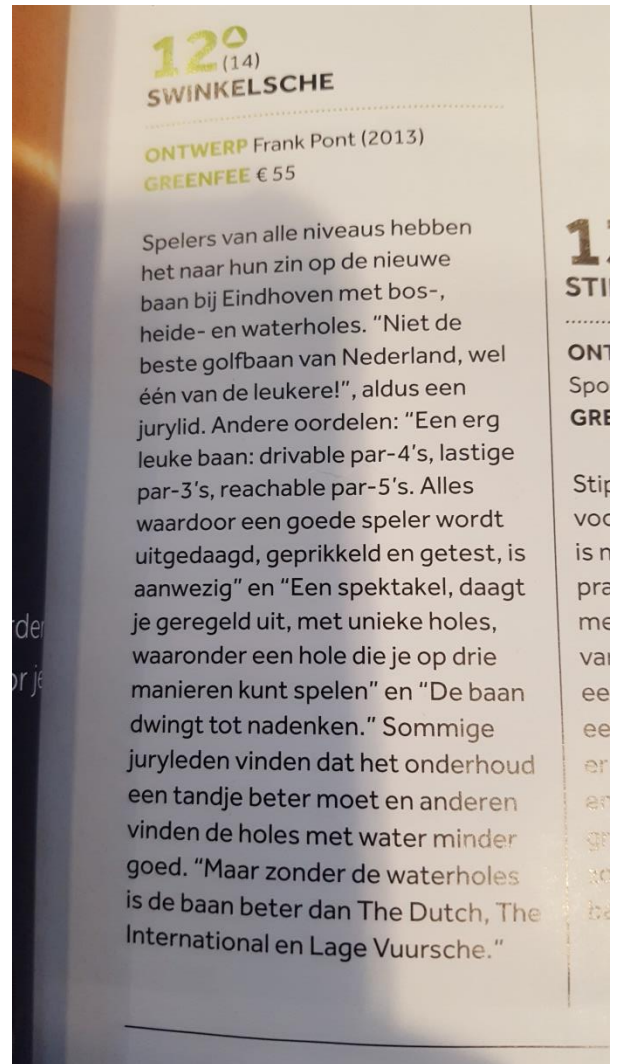 12
(14)
SWINKELSCHE
ONTWERP Frank Pont (2013)
GREENFEE € 55
Spelers van alle niveaus hebben
het naar hun zin op de nieuwe
baan bij Eindhoven met bos-,
heide- en waterholes. “Niet de
beste golfbaan van Nederland, wel
één van de leukere!”, aldus een
jurylid. Andere oordelen: “Een erg
leuke baan: drivable par-4’s, lastige
par-3’s, reachable par-5’s. Alles
waardoor een goede speler wordt
uitgedaagd, geprikkeld en getest, is
aanwezig” en “Een spektakel, daagt
je geregeld uit, met unieke holes,
waaronder een hole die je op drie
manieren kunt spelen” en “De baan
dwingt tot nadenken.” Sommige
juryleden vinden dat het onderhoud
een tandje beter moet en anderen
vinden de holes met water minder
goed. “Maar zonder de waterholes
is de baan beter dan The Dutch, The
International en Lage Vuursche.”